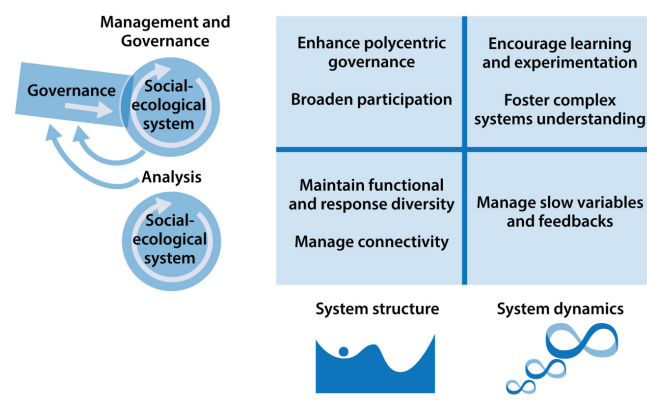 Management and
Governance
Governance
Social-
ecological
system
Analysis
Social-
ecological
system
Enhance polycentric
governance
Broaden participation
Encourage learning
and experimentation
Foster complex
systems understanding
Maintain functional
and response diversity
Manage connectivity
Manage slow variables
and feedbacks
System structure
System dynamics